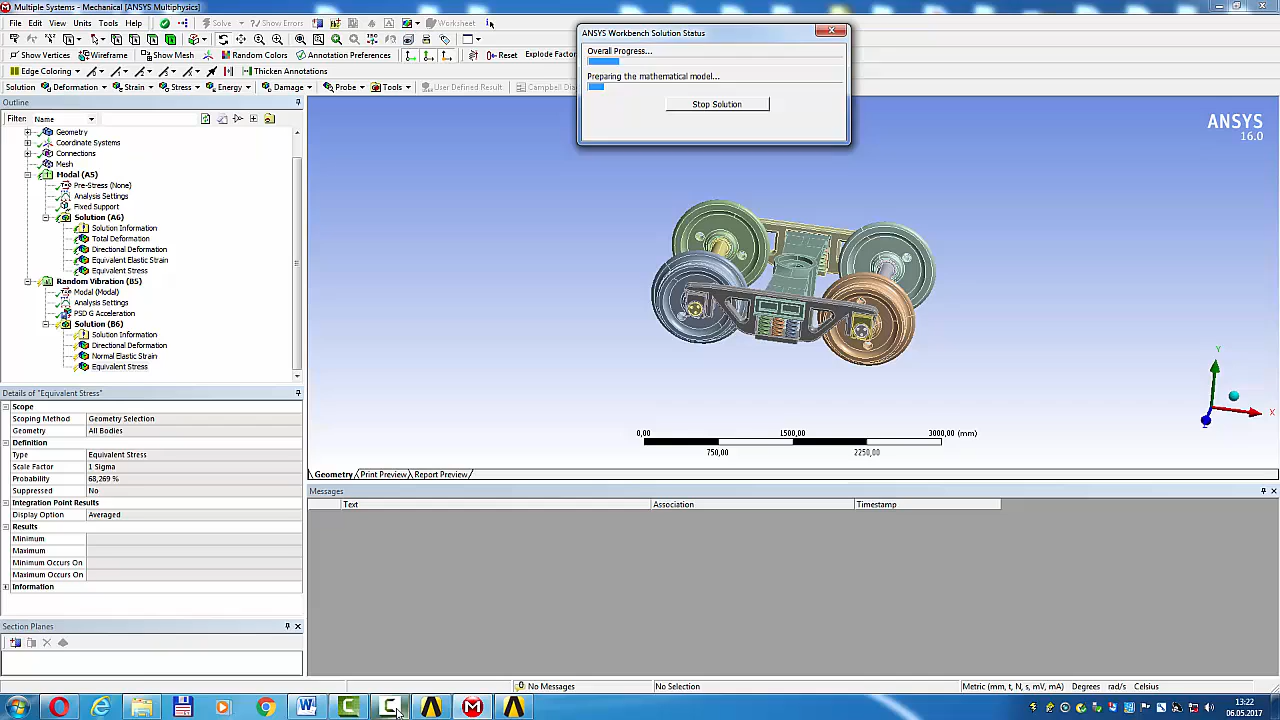 Multiple Systems - Mechanical [ANSYS Multiphysics]
File Edit View Units Tools Help Solve Show Errors Worksheet
Show Vertices Wireframe Show Mesh Random Colors Annotation Preferences Reset Explode Factor:
Edge Coloring Thicken Annotations
Solution Deformation Strain Stress Energy Damage Probe Tools User Defined Result Campbell Di
Outline
Filter: Name
Geometry
Coordinate Systems
Connections
Mesh
Modal (A5)
Pre-Stress (None)
Analysis Settings
Fixed Support
Solution (A6)
Solution Information
Total Deformation
Directional Deformation
Equivalent Elastic Strain
Equivalent Stress
Random Vibration (B5)
Modal (Modal)
Analysis Settings
PSD G Acceleration
Solution (B6)
Solution Information
Directional Deformation
Normal Elastic Strain
Equivalent Stress
Details of "Equivalent Stress"
Scope
Scoping Method Geometry Selection
Geometry All Bodies
Definition
Type Equivalent Stress
Scale Factor 1 Sigma
Probability 68,269 %
Suppressed No
Integration Point Results
Display Option Averaged
Results
Minimum
Maximum
Minimum Occurs On
Maximum Occurs On
Information
Section Planes
ANSYS Workbench Solution Status
Overall Progress...
Preparing the mathematical model...
Stop Solution
ANSYS
16.0
Y
X
Z
0,00 1500,00 3000,00 (mm)
750,00 2250,00
Geometry Print Preview Report Preview
Messages
Text Association Timestamp
No Messages No Selection Metric (mm, t, N, s, mV, mA) Degrees rad/s Celsius
13:22
06.05.2017